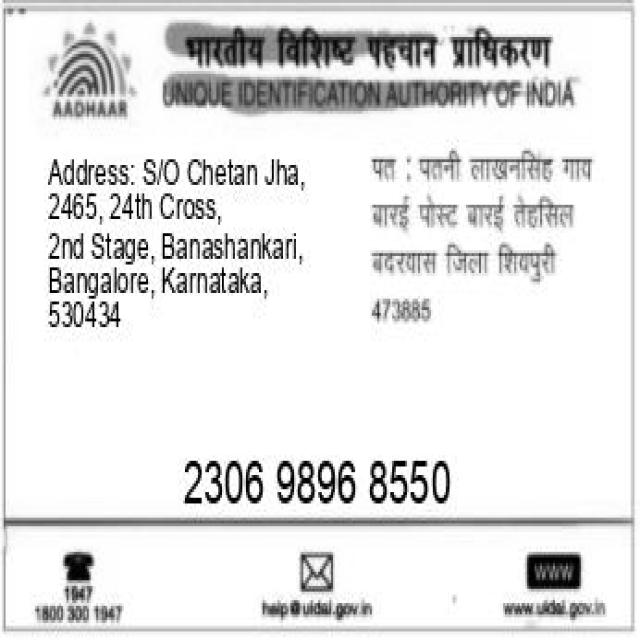 भारतीय विशिष्ट पहचान प्राधिकरण
AADHAAR
UNIQUE IDENTIFICATION AUTHORITY OF INDIA
Address: S/O Chetan Jha,
2465, 24th Cross,
2nd Stage, Banashankari,
Bangalore, Karnataka,
530434
पत : पतनी लाखनसिंह गाव
बारई पोस्ट बारई तेहसिल
बदरवास जिला शिवपुरी
473885
2306 9896 8550
1947
1800 300 1947
help@uidai.gov.in
www
www.uidai.gov.in